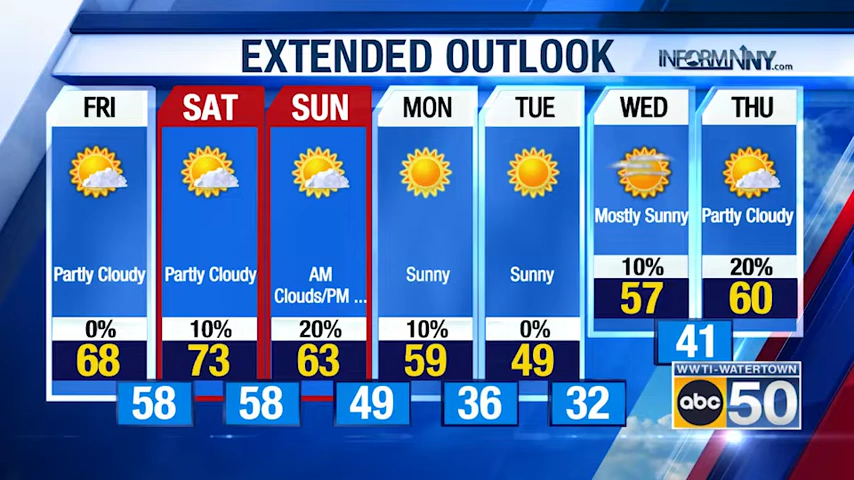 EXTENDED OUTLOOK
INFORMNNY.com
FRI SAT SUN MON TUE WED THU
Mostly Sunny Partly Cloudy
Partly Cloudy Partly Cloudy AM Clouds/PM ... Sunny Sunny
10% 20%
57 60
0% 10% 20% 10% 0%
68 73 63 59 49
41
58 58 49 36 32
WWTI-WATERTOWN
abc 50